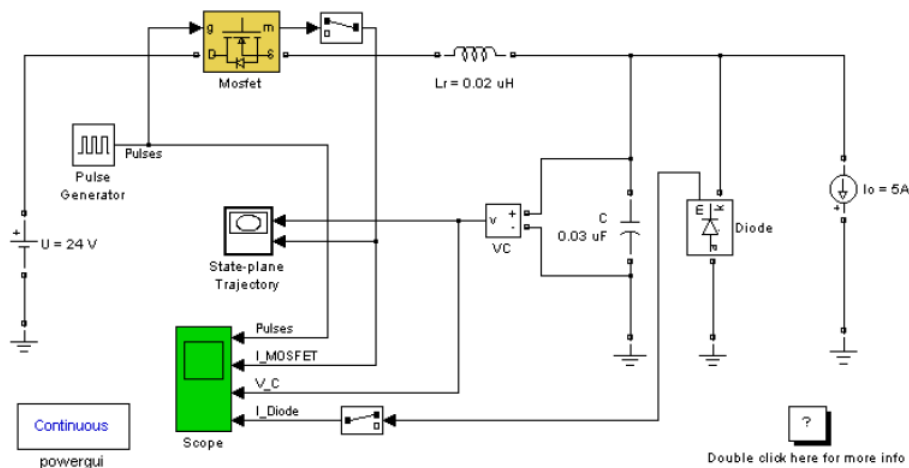 g
m
D
S
Mosfet
Lr = 0.02 uH
Pulses
Pulse
Generator
+
U = 24 V
State-plane
Trajectory
v
+
-
VC
C
0.03 uF
m
k
a
Diode
Io = 5A
+
Pulses
I_MOSFET
V_C
I_Diode
Scope
Continuous
powergui
?
Double click here for more info